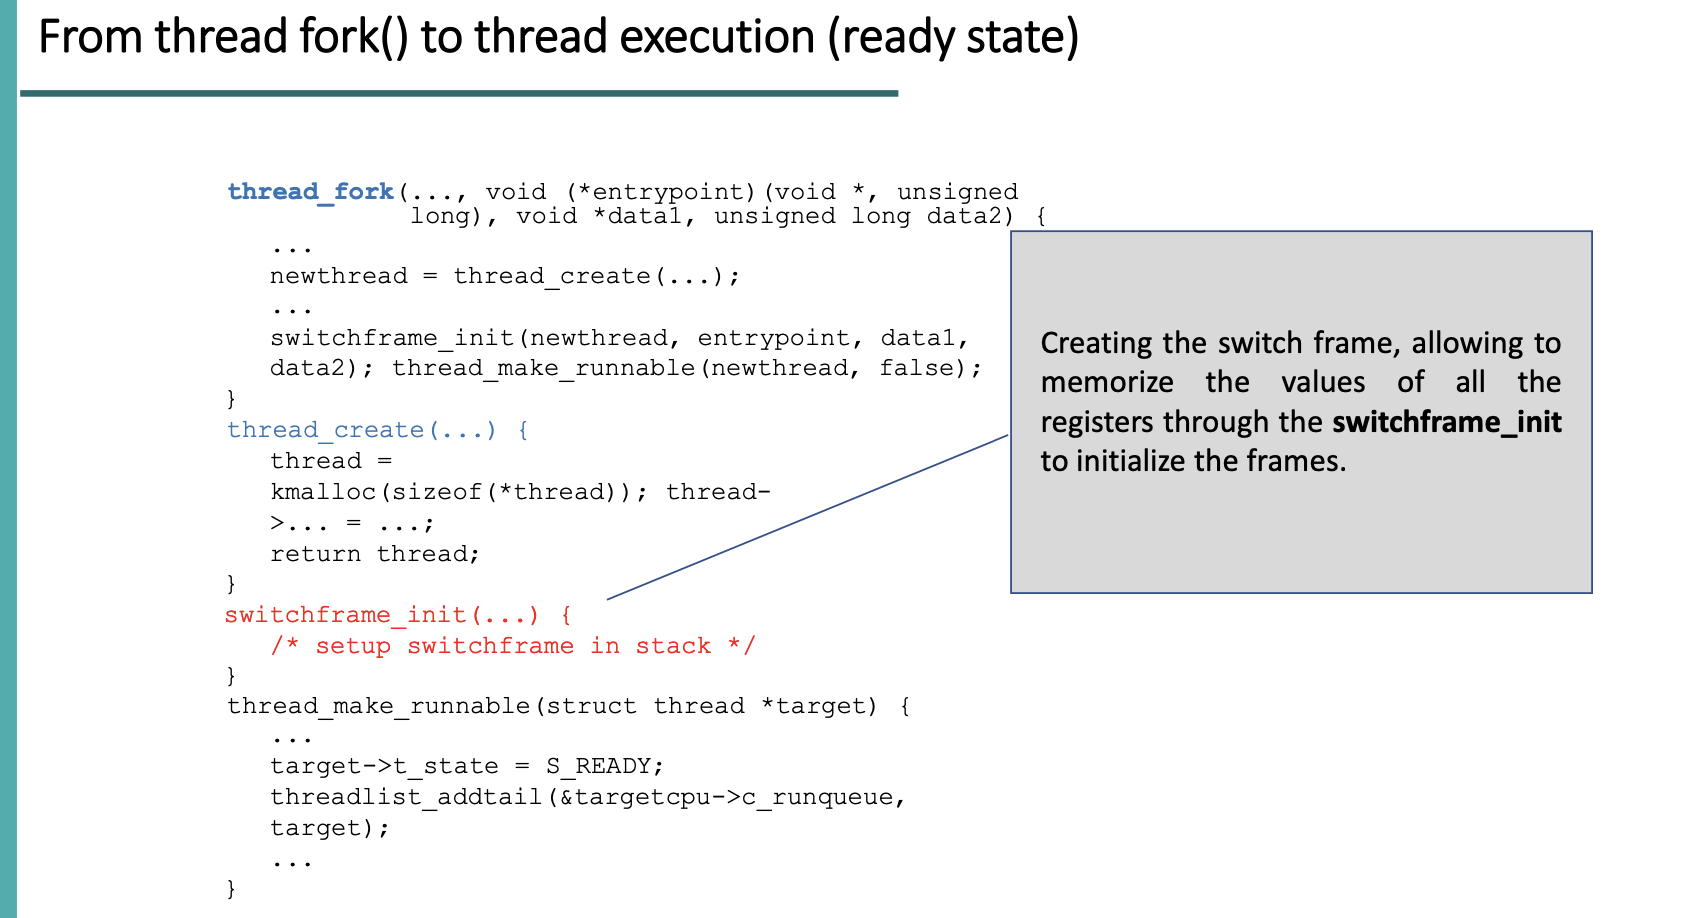 From thread fork() to thread execution (ready state)
thread_fork(..., void (*entrypoint)(void *, unsigned
long), void *data1, unsigned long data2) {
...
newthread = thread_create(...);
...
switchframe_init(newthread, entrypoint, data1,
data2); thread_make_runnable(newthread, false);
}
thread_create(...) {
thread =
kmalloc(sizeof(*thread)); thread-
>... = ...;
return thread;
}
switchframe_init(...) {
/* setup switchframe in stack */
}
thread_make_runnable(struct thread *target) {
...
target->t_state = S_READY;
threadlist_addtail(&targetcpu->c_runqueue,
target);
...
}
Creating the switch frame, allowing to
memorize the values of all the
registers through the switchframe_init
to initialize the frames.